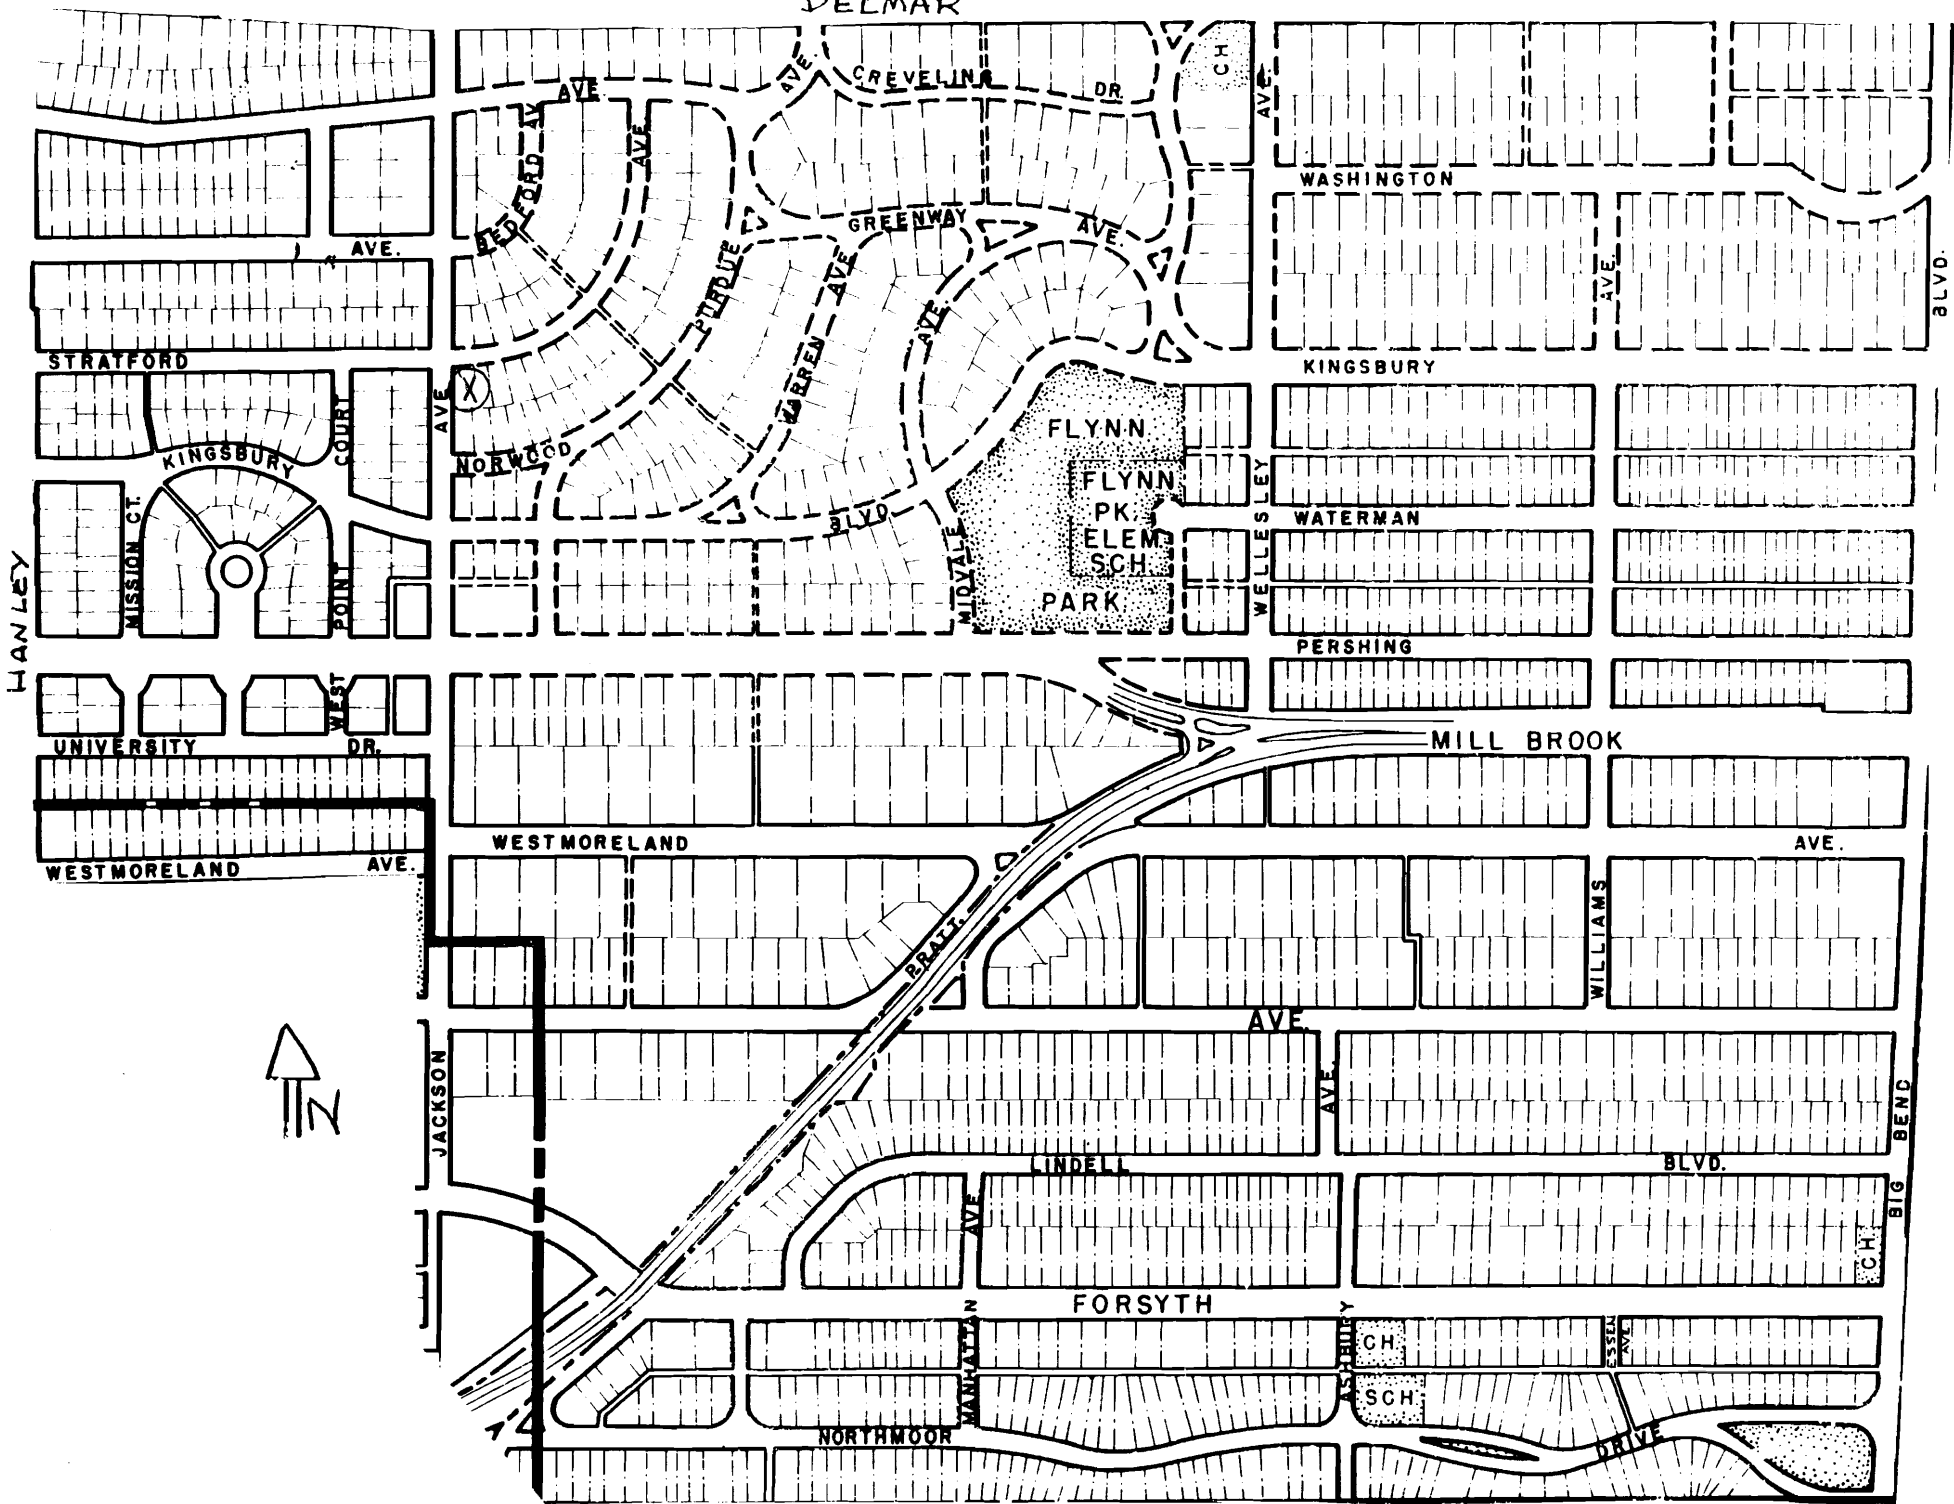 DELMAR
CREVELING
DR.
AVE.
CH
AVE.
AVE.
BEDFORD AV.
AVE.
WASHINGTON
GREENWAY
AVE.
AVE.
PURDUE
AVE.
AVE.
AVE.
BLVD.
STRATFORD
WARREN
KINGSBURY
COURT
AVE.
X
FLYNN
KINGSBURY
NORWOOD
FLYNN
PK.
ELEM.
SCH.
PARK
WATERMAN
BLVD.
MISSION CT.
POINT
MIDVALE
WELLESLEY
HANLEY
PERSHING
WEST
UNIVERSITY
DR.
MILL BROOK
WESTMORELAND
AVE.
WESTMORELAND
AVE.
WILLIAMS
PRATT
AVE.
N
JACKSON
AVE.
BIG BEND
LINDELL
BLVD.
AVE.
CH.
FORSYTH
MANHATTAN
ASHBURY
CH.
ESSEN
AVE.
SCH.
NORTHMOOR
DRIVE